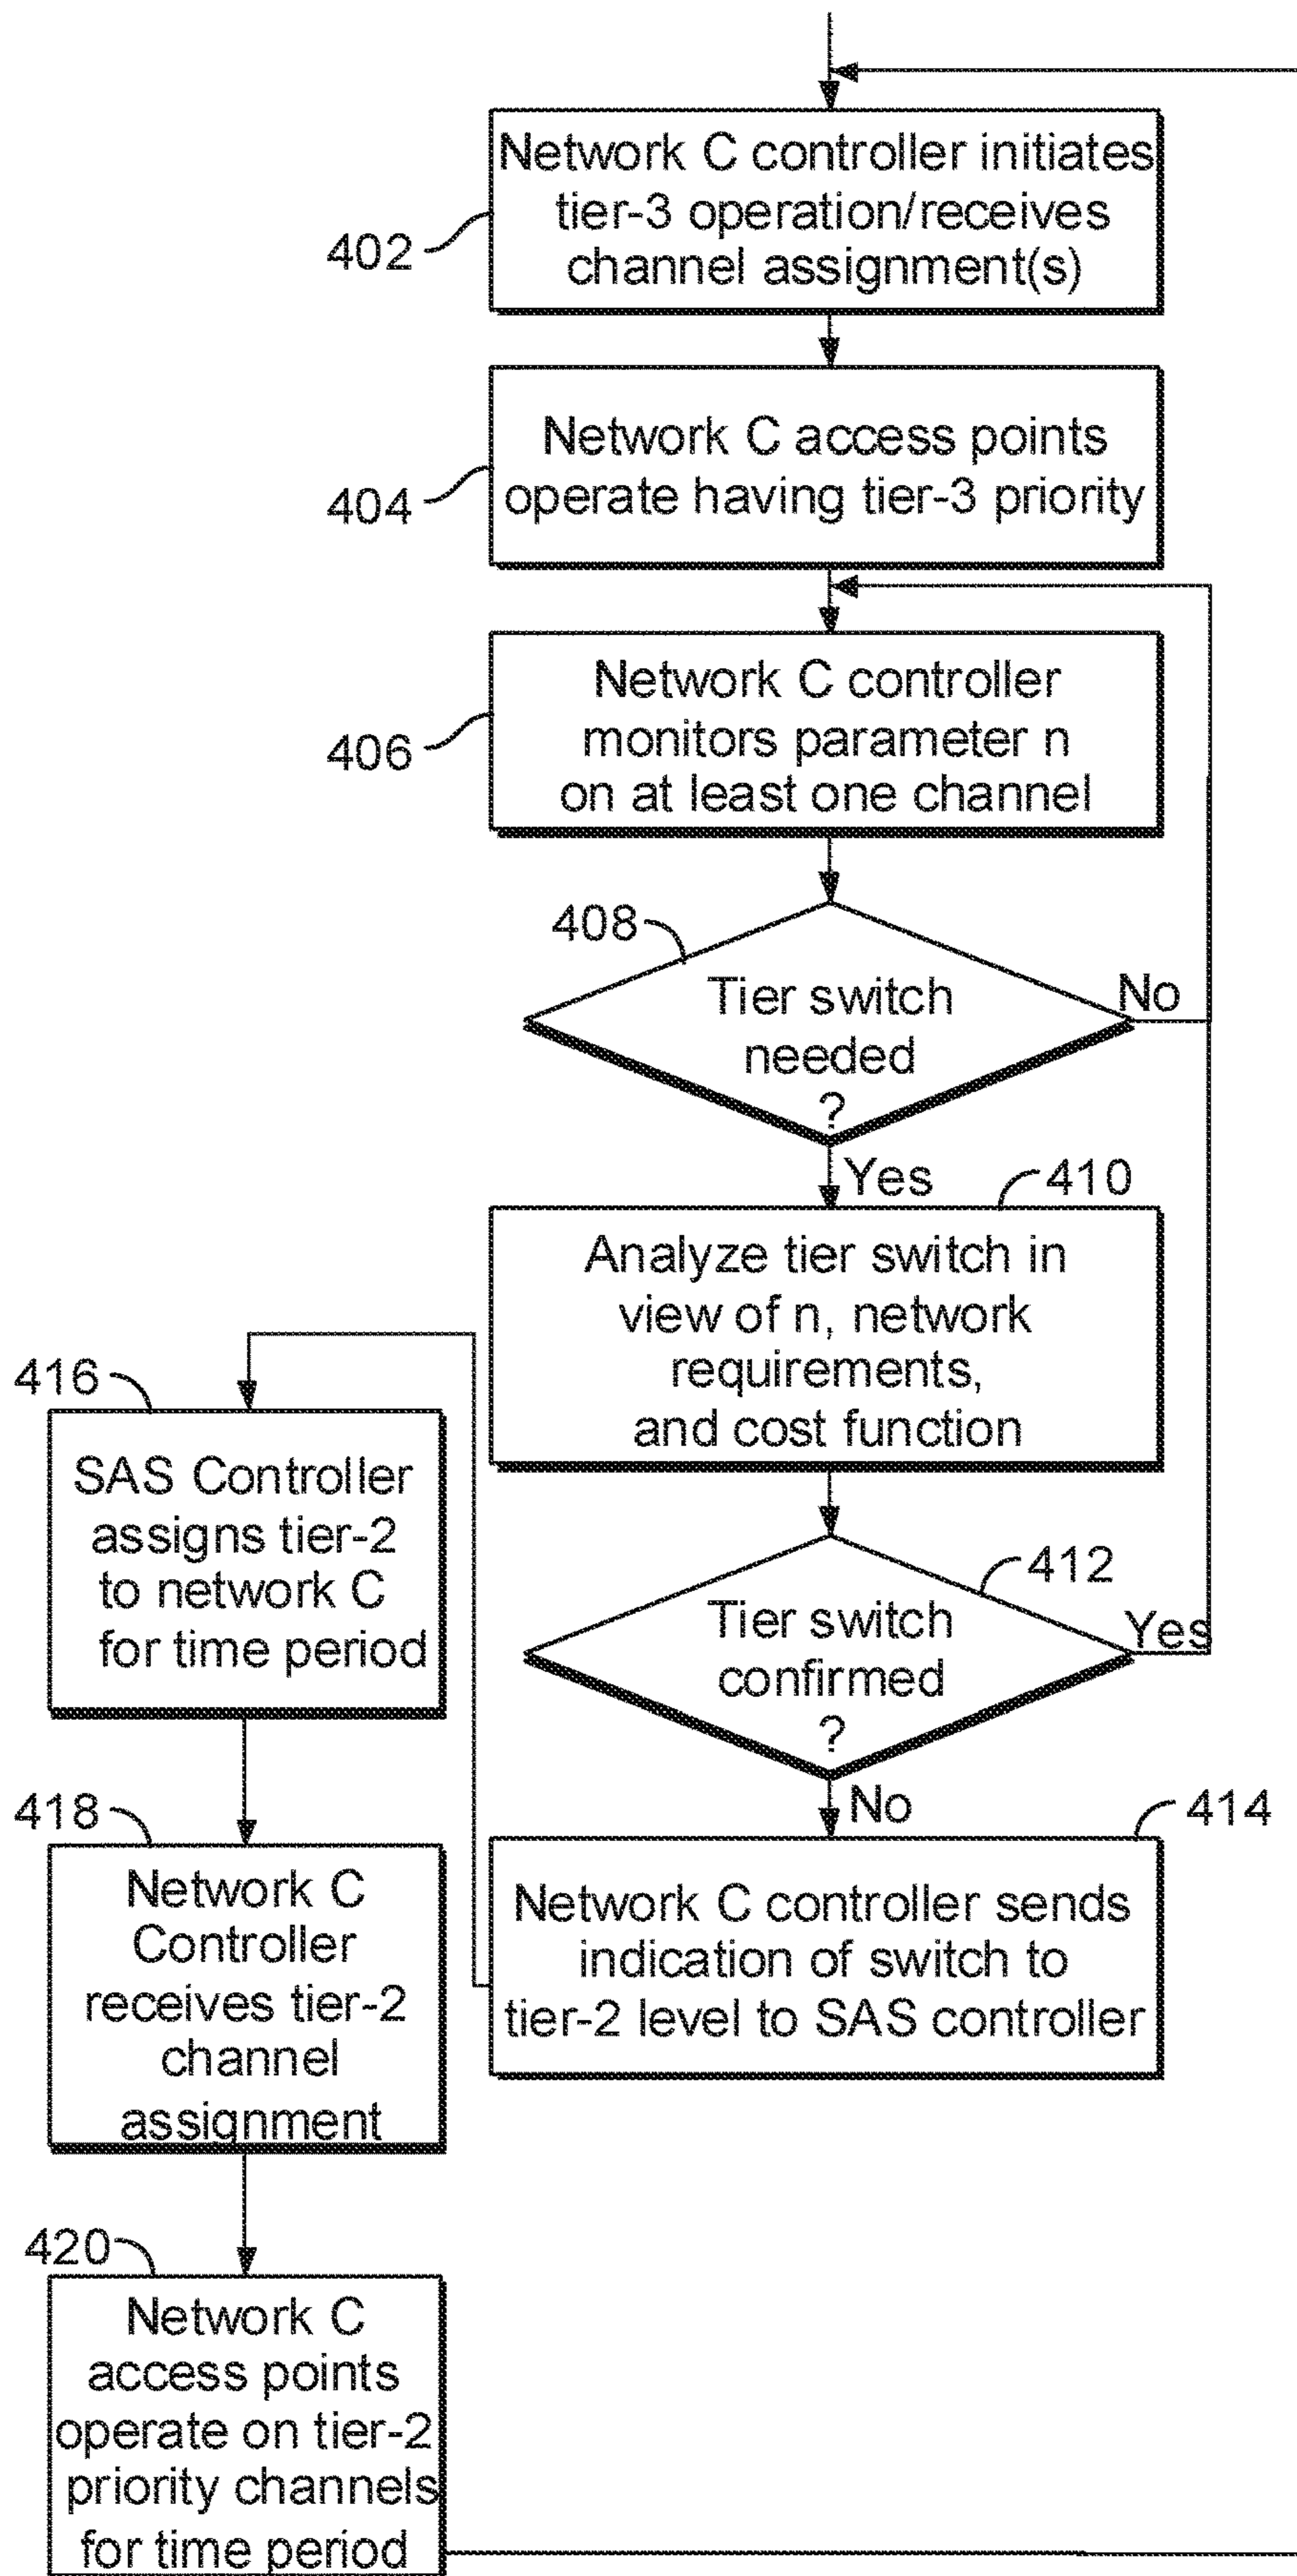 Network C controller initiates
tier-3 operation/receives
channel assignment(s)
402
Network C access points
operate having tier-3 priority
404
Network C controller
monitors parameter n
on at least one channel
406
408
Tier switch
needed
?
No
Yes
410
Analyze tier switch in
view of n, network
requirements,
and cost function
412
Tier switch
confirmed
?
Yes
No
414
Network C controller sends
indication of switch to
tier-2 level to SAS controller
416
SAS Controller
assigns tier-2
to network C
for time period
418
Network C
Controller
receives tier-2
channel
assignment
420
Network C
access points
operate on tier-2
priority channels
for time period